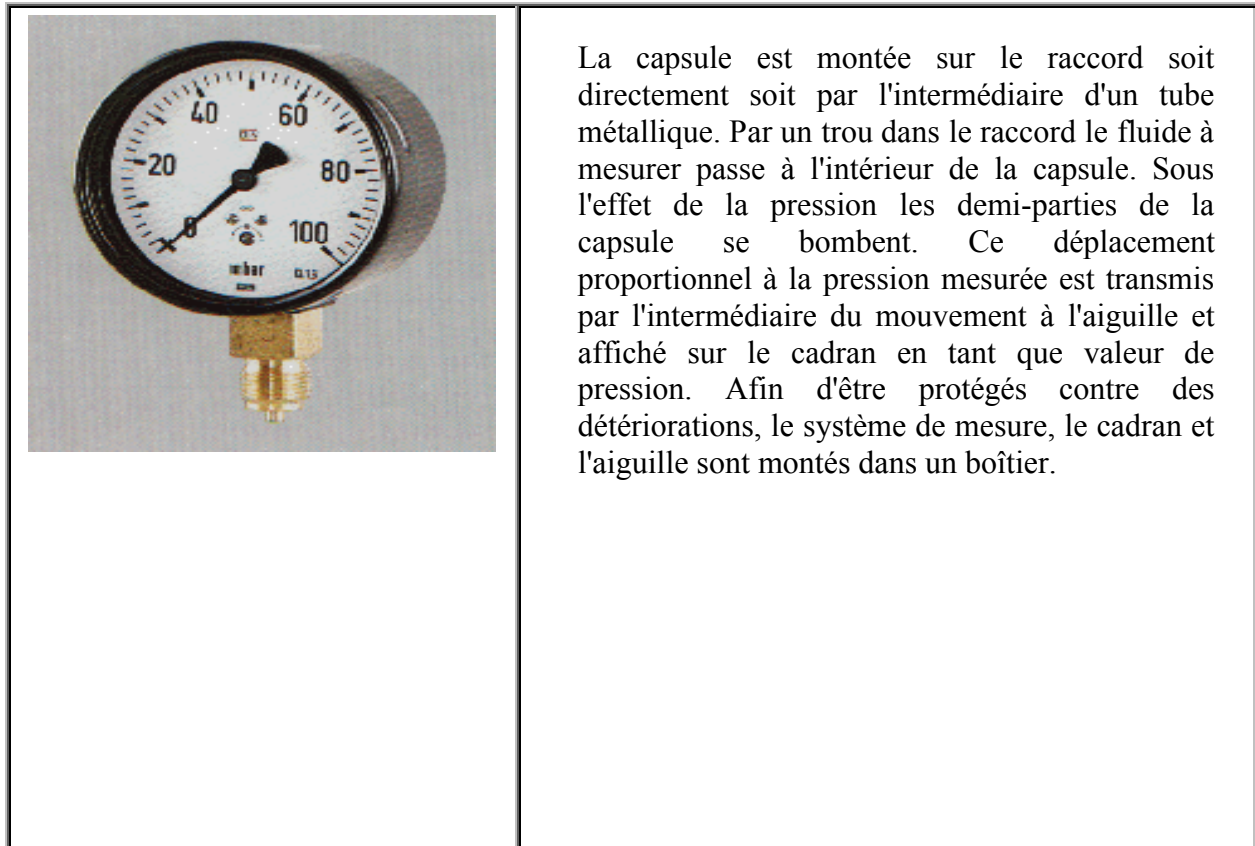 40
60
20
80
0
100
mbar
La capsule est montée sur le raccord soit
directement soit par l'intermédiaire d'un tube
métallique. Par un trou dans le raccord le fluide à
mesurer passe à l'intérieur de la capsule. Sous
l'effet de la pression les demi-parties de la
capsule se bombent. Ce déplacement
proportionnel à la pression mesurée est transmis
par l'intermédiaire du mouvement à l'aiguille et
affiché sur le cadran en tant que valeur de
pression. Afin d'être protégés contre des
détériorations, le système de mesure, le cadran et
l'aiguille sont montés dans un boîtier.